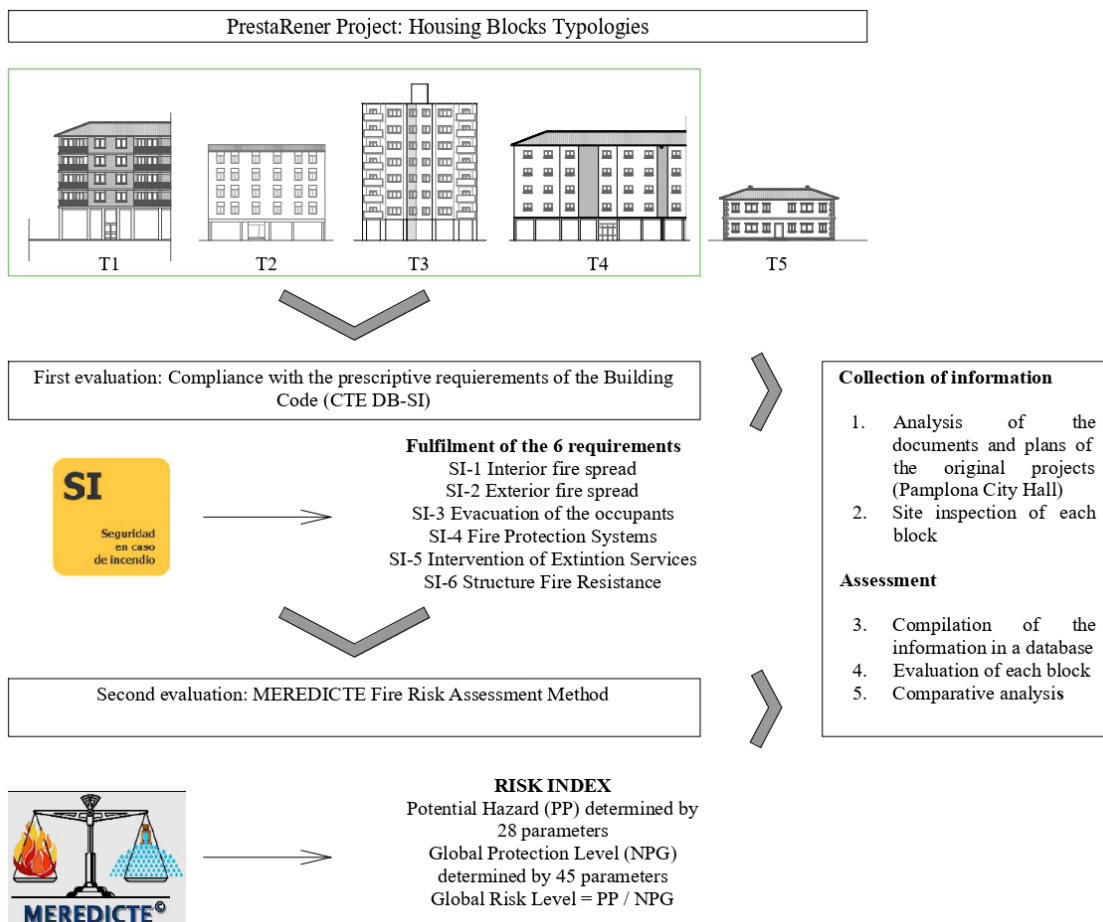 PrestaRener Project: Housing Blocks Typologies
T1
T2
T3
T4
T5
First evaluation: Compliance with the prescriptive requierements of the Building
Code (CTE DB-SI)
SI
Seguridad
en caso
de incendio
Fulfilment of the 6 requirements
SI-1 Interior fire spread
SI-2 Exterior fire spread
SI-3 Evacuation of the occupants
SI-4 Fire Protection Systems
SI-5 Intervention of Extintion Services
SI-6 Structure Fire Resistance
Second evaluation: MEREDICTE Fire Risk Assessment Method
MEREDICTE©
RISK INDEX
Potential Hazard (PP) determined by
28 parameters
Global Protection Level (NPG)
determined by 45 parameters
Global Risk Level = PP / NPG
Collection of information
1. Analysis of the
documents and plans of
the original projects
(Pamplona City Hall)
2. Site inspection of each
block
Assessment
3. Compilation of the
information in a database
4. Evaluation of each block
5. Comparative analysis